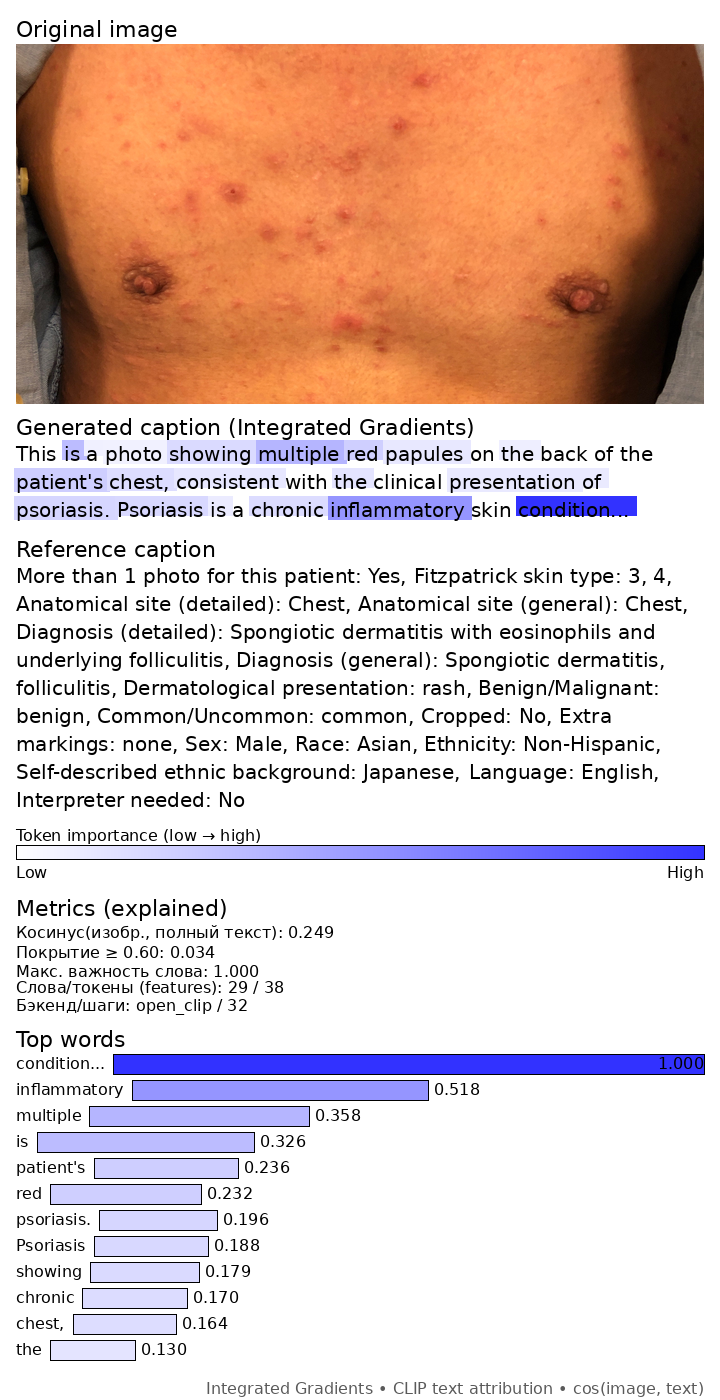 Original image
Generated caption (Integrated Gradients)
This is a photo showing multiple red papules on the back of the
patient's chest, consistent with the clinical presentation of
psoriasis. Psoriasis is a chronic inflammatory skin condition...
Reference caption
More than 1 photo for this patient: Yes, Fitzpatrick skin type: 3, 4,
Anatomical site (detailed): Chest, Anatomical site (general): Chest,
Diagnosis (detailed): Spongiotic dermatitis with eosinophils and
underlying folliculitis, Diagnosis (general): Spongiotic dermatitis,
folliculitis, Dermatological presentation: rash, Benign/Malignant:
benign, Common/Uncommon: common, Cropped: No, Extra
markings: none, Sex: Male, Race: Asian, Ethnicity: Non-Hispanic,
Self-described ethnic background: Japanese, Language: English,
Interpreter needed: No
Token importance (low → high)
Low High
Metrics (explained)
Косинус(изобр., полный текст): 0.249
Покрытие ≥ 0.60: 0.034
Макс. важность слова: 1.000
Слова/токены (features): 29 / 38
Бэкенд/шаги: open_clip / 32
Top words
condition... 1.000
inflammatory 0.518
multiple 0.358
is 0.326
patient's 0.236
red 0.232
psoriasis. 0.196
Psoriasis 0.188
showing 0.179
chronic 0.170
chest, 0.164
the 0.130
Integrated Gradients • CLIP text attribution • cos(image, text)